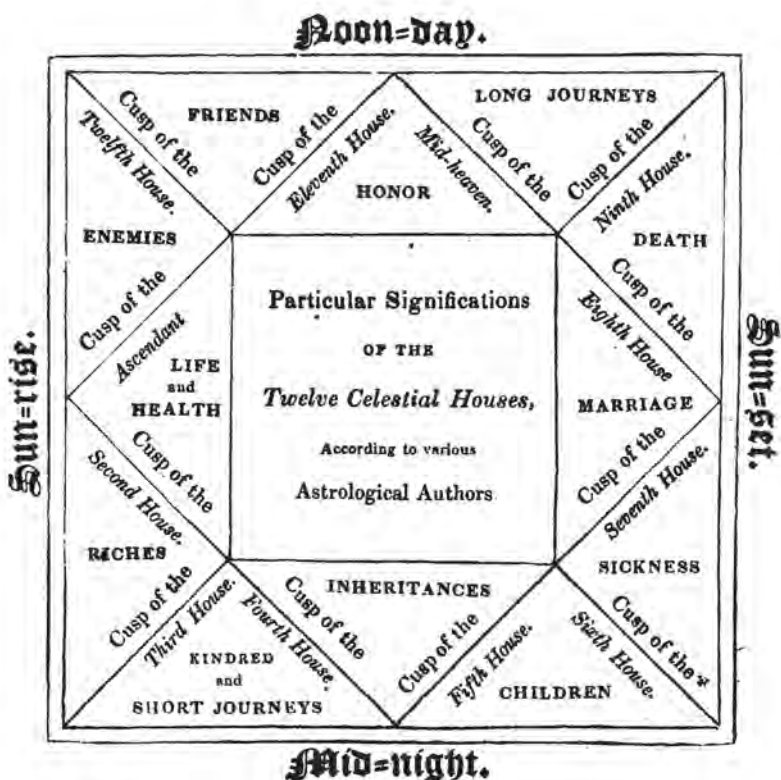 Noon=day.
LONG JOURNEYS
FRIENDS
Cusp of the
Twelfth House.
Cusp of the
Eleventh House.
Cusp of the
Mid-heaven.
Cusp of the
Ninth House.
HONOR
ENEMIES
DEATH
Cusp of the
Ascendant
Cusp of the
Eighth House
Particular Significations
OF THE
Twelve Celestial Houses,
According to various
Astrological Authors
Sun=rise.
Sun=set.
LIFE
and
HEALTH
MARRIAGE
Cusp of the
Second House.
Cusp of the
Seventh House.
RICHES
SICKNESS
INHERITANCES
Cusp of the
Third House.
Cusp of the
Fourth House.
Cusp of the
Fifth House.
Cusp of the
Sixth House.
KINDRED
and
SHORT JOURNEYS
CHILDREN
Mid=night.